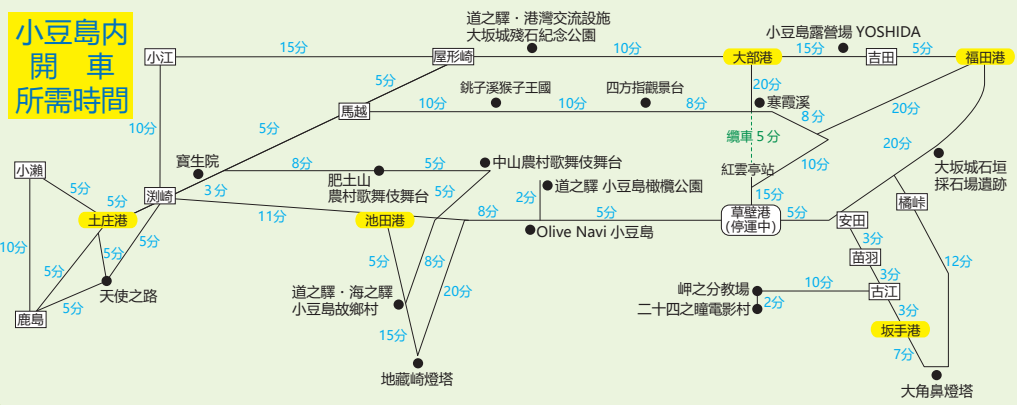 小豆島内
開車
所需時間
道之驛・港灣交流設施
大坂城殘石紀念公園
小豆島露營場 YOSHIDA
小江
15分
屋形崎
10分
大部港
15分
吉田
5分
福田港
5分
銚子溪猴子王國
四方指觀景台
20分
寒霞溪
馬越
10分
10分
8分
8分
20分
10分
5分
纜車 5 分
20分
寶生院
中山農村歌舞伎舞台
紅雲亭站
10分
大坂城石垣
採石場遺跡
小瀬
8分
5分
肥土山
農村歌舞伎舞台
5分
3分
5分
2分
道之驛 小豆島橄欖公園
15分
橘峠
渕崎
土庄港
11分
池田港
8分
5分
草壁港
(停運中)
5分
安田
Olive Navi 小豆島
3分
苗羽
10分
5分
5分
5分
5分
8分
12分
3分
天使之路
5分
道之驛・海之驛
小豆島故鄉村
20分
岬之分教場
10分
古江
二十四之瞳電影村
2分
3分
鹿島
坂手港
15分
7分
地藏崎燈塔
大角鼻燈塔